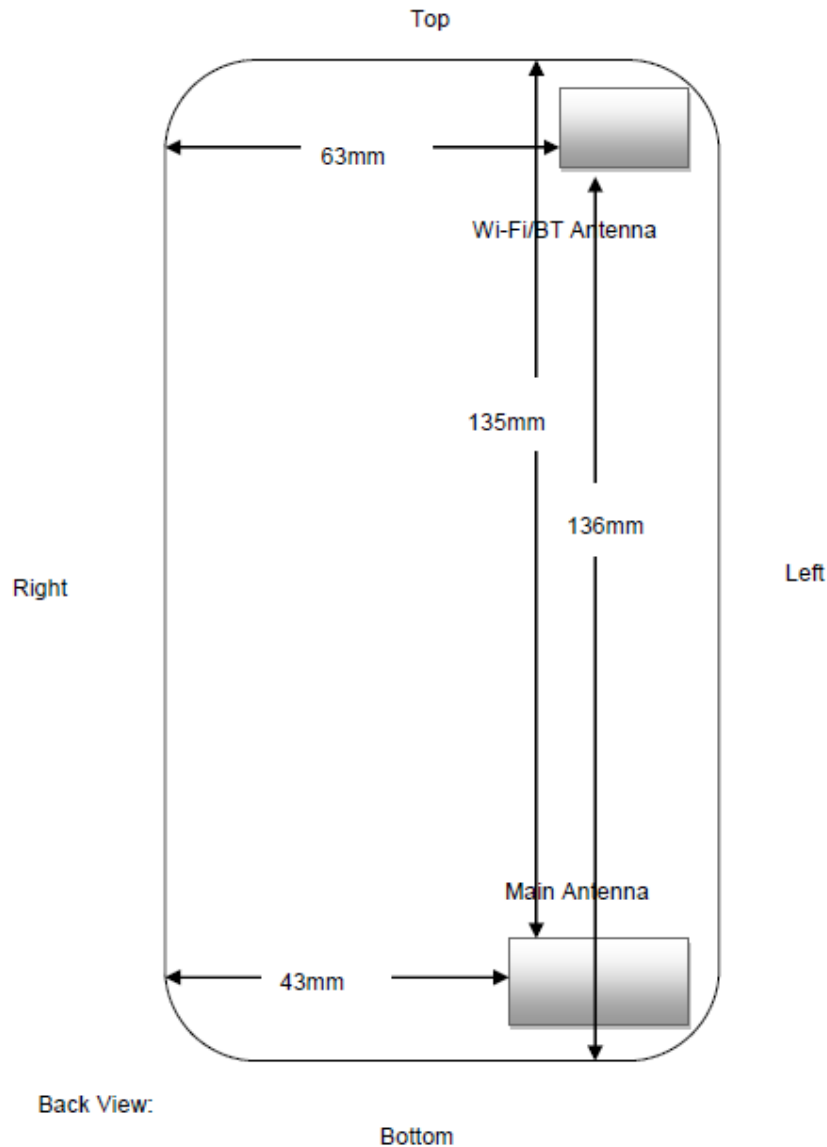 Top
63mm
Wi-Fi/BT Antenna
135mm
136mm
Right
Left
Main Antenna
43mm
Back View:
Bottom